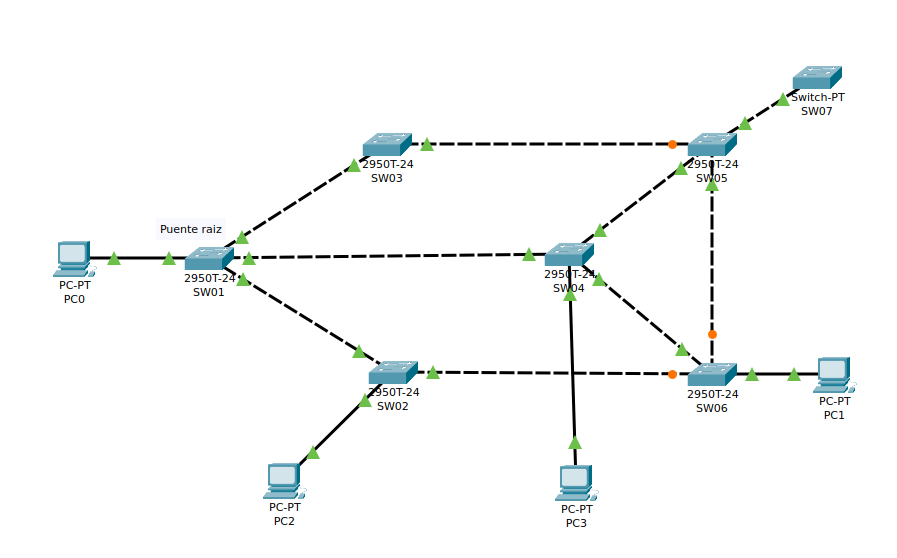 Switch-PT
SW07
2950T-24
SW03
2950T-24
SW05
Puente raiz
PC-PT
PC0
2950T-24
SW01
2950T-24
SW04
2950T-24
SW02
2950T-24
SW06
PC-PT
PC1
PC-PT
PC2
PC-PT
PC3